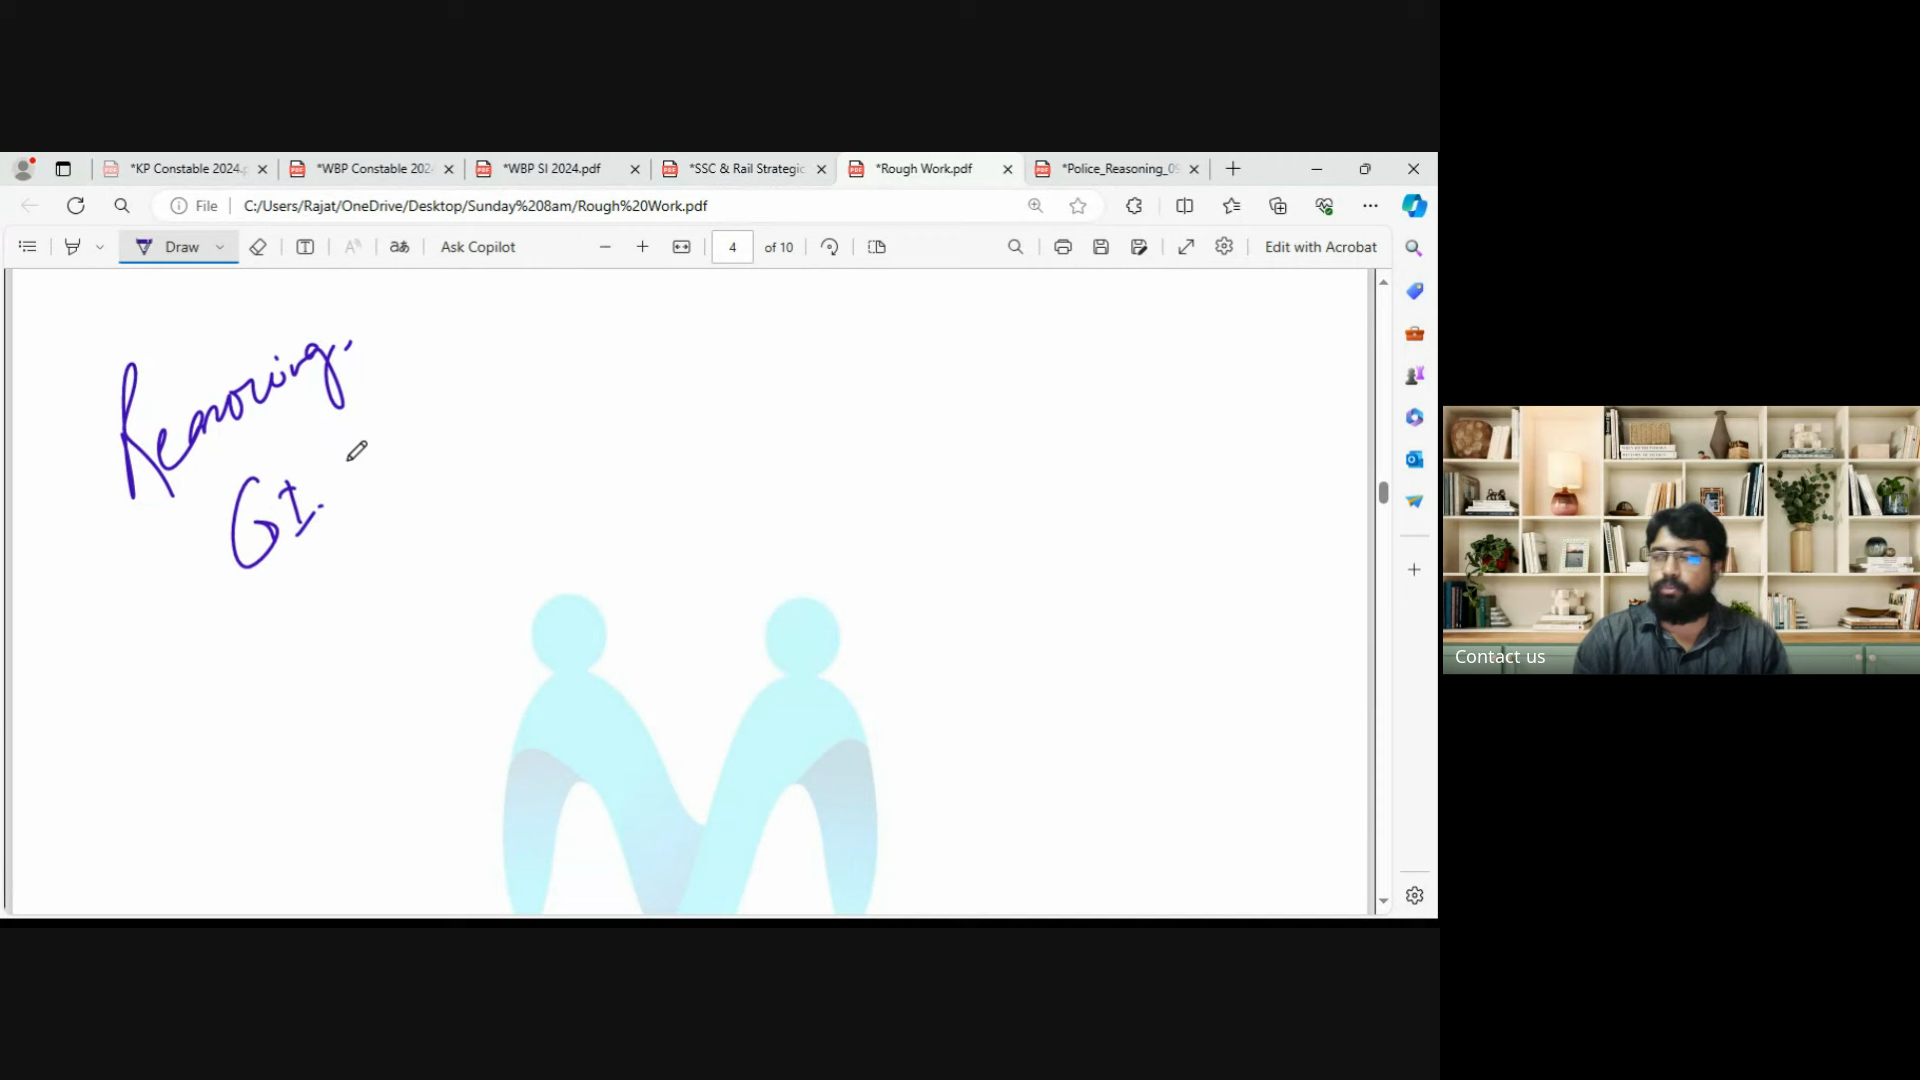 *KP Constable 2024.p
*WBP Constable 202
*WBP SI 2024.pdf
*SSC & Rail Strategic
*Rough Work.pdf
*Police_Reasoning_09
File
C:/Users/Rajat/OneDrive/Desktop/Sunday%208am/Rough%20Work.pdf
Draw
Ask Copilot
4
of 10
Edit with Acrobat
Reasoning.
GI.
Contact us